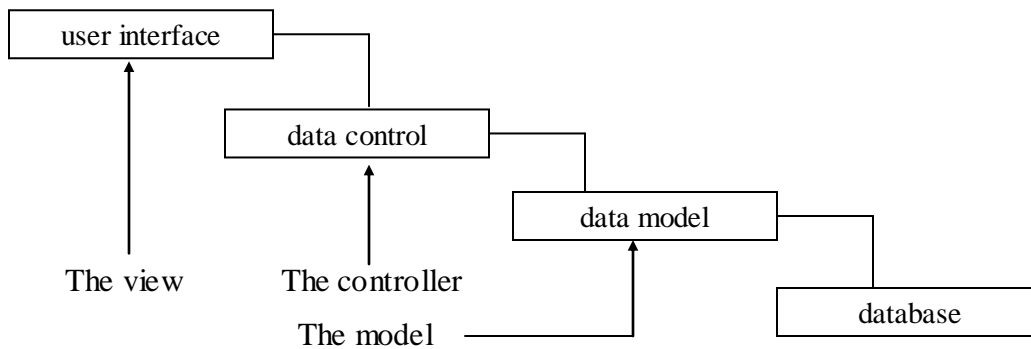 user interface
data control
data model
The view
The controller
database
The model